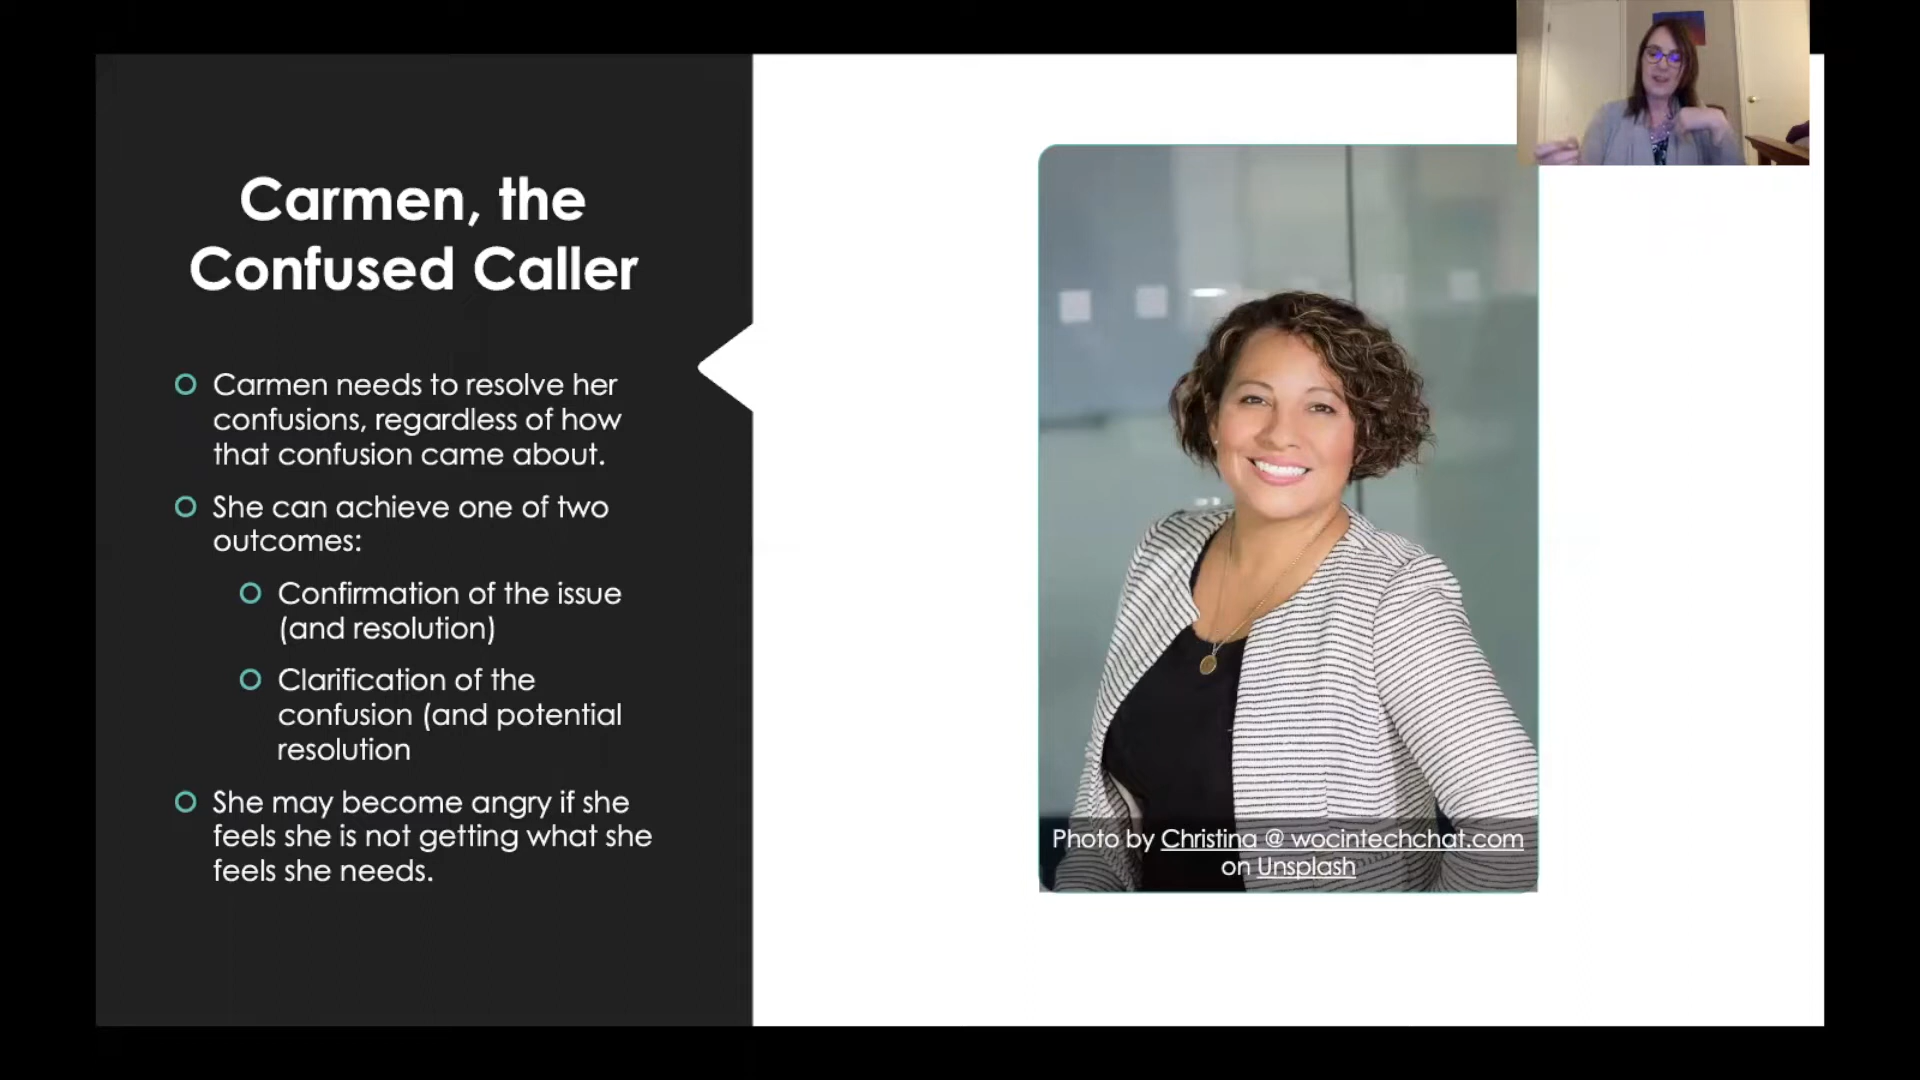 Carmen, the
Confused Caller
Carmen needs to resolve her
confusions, regardless of how
that confusion came about.
She can achieve one of two
outcomes:
Confirmation of the issue
(and resolution)
Clarification of the
confusion (and potential
resolution
She may become angry if she
feels she is not getting what she
feels she needs.
Photo by Christina @ wocintechchat.com
on Unsplash